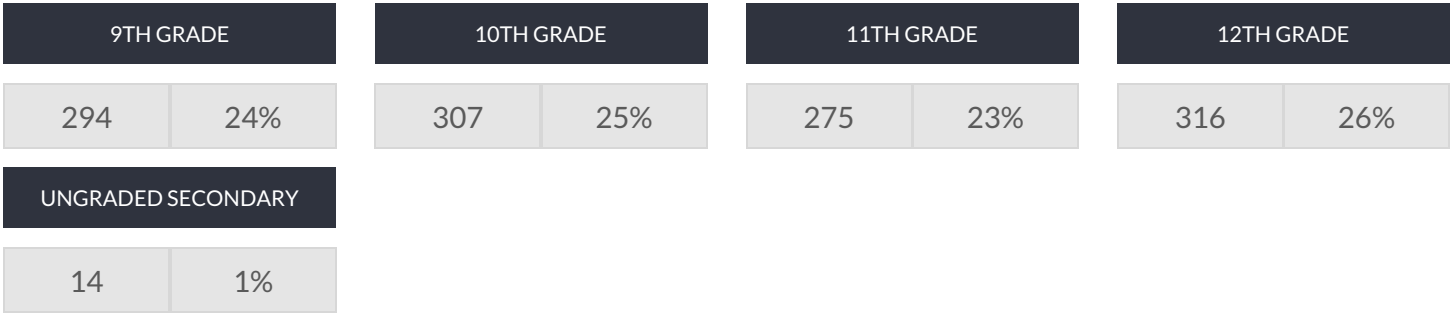 9TH GRADE 10TH GRADE 11TH GRADE 12TH GRADE
294 24% 307 25% 275 23% 316 26%
UNGRADED SECONDARY
14 1%